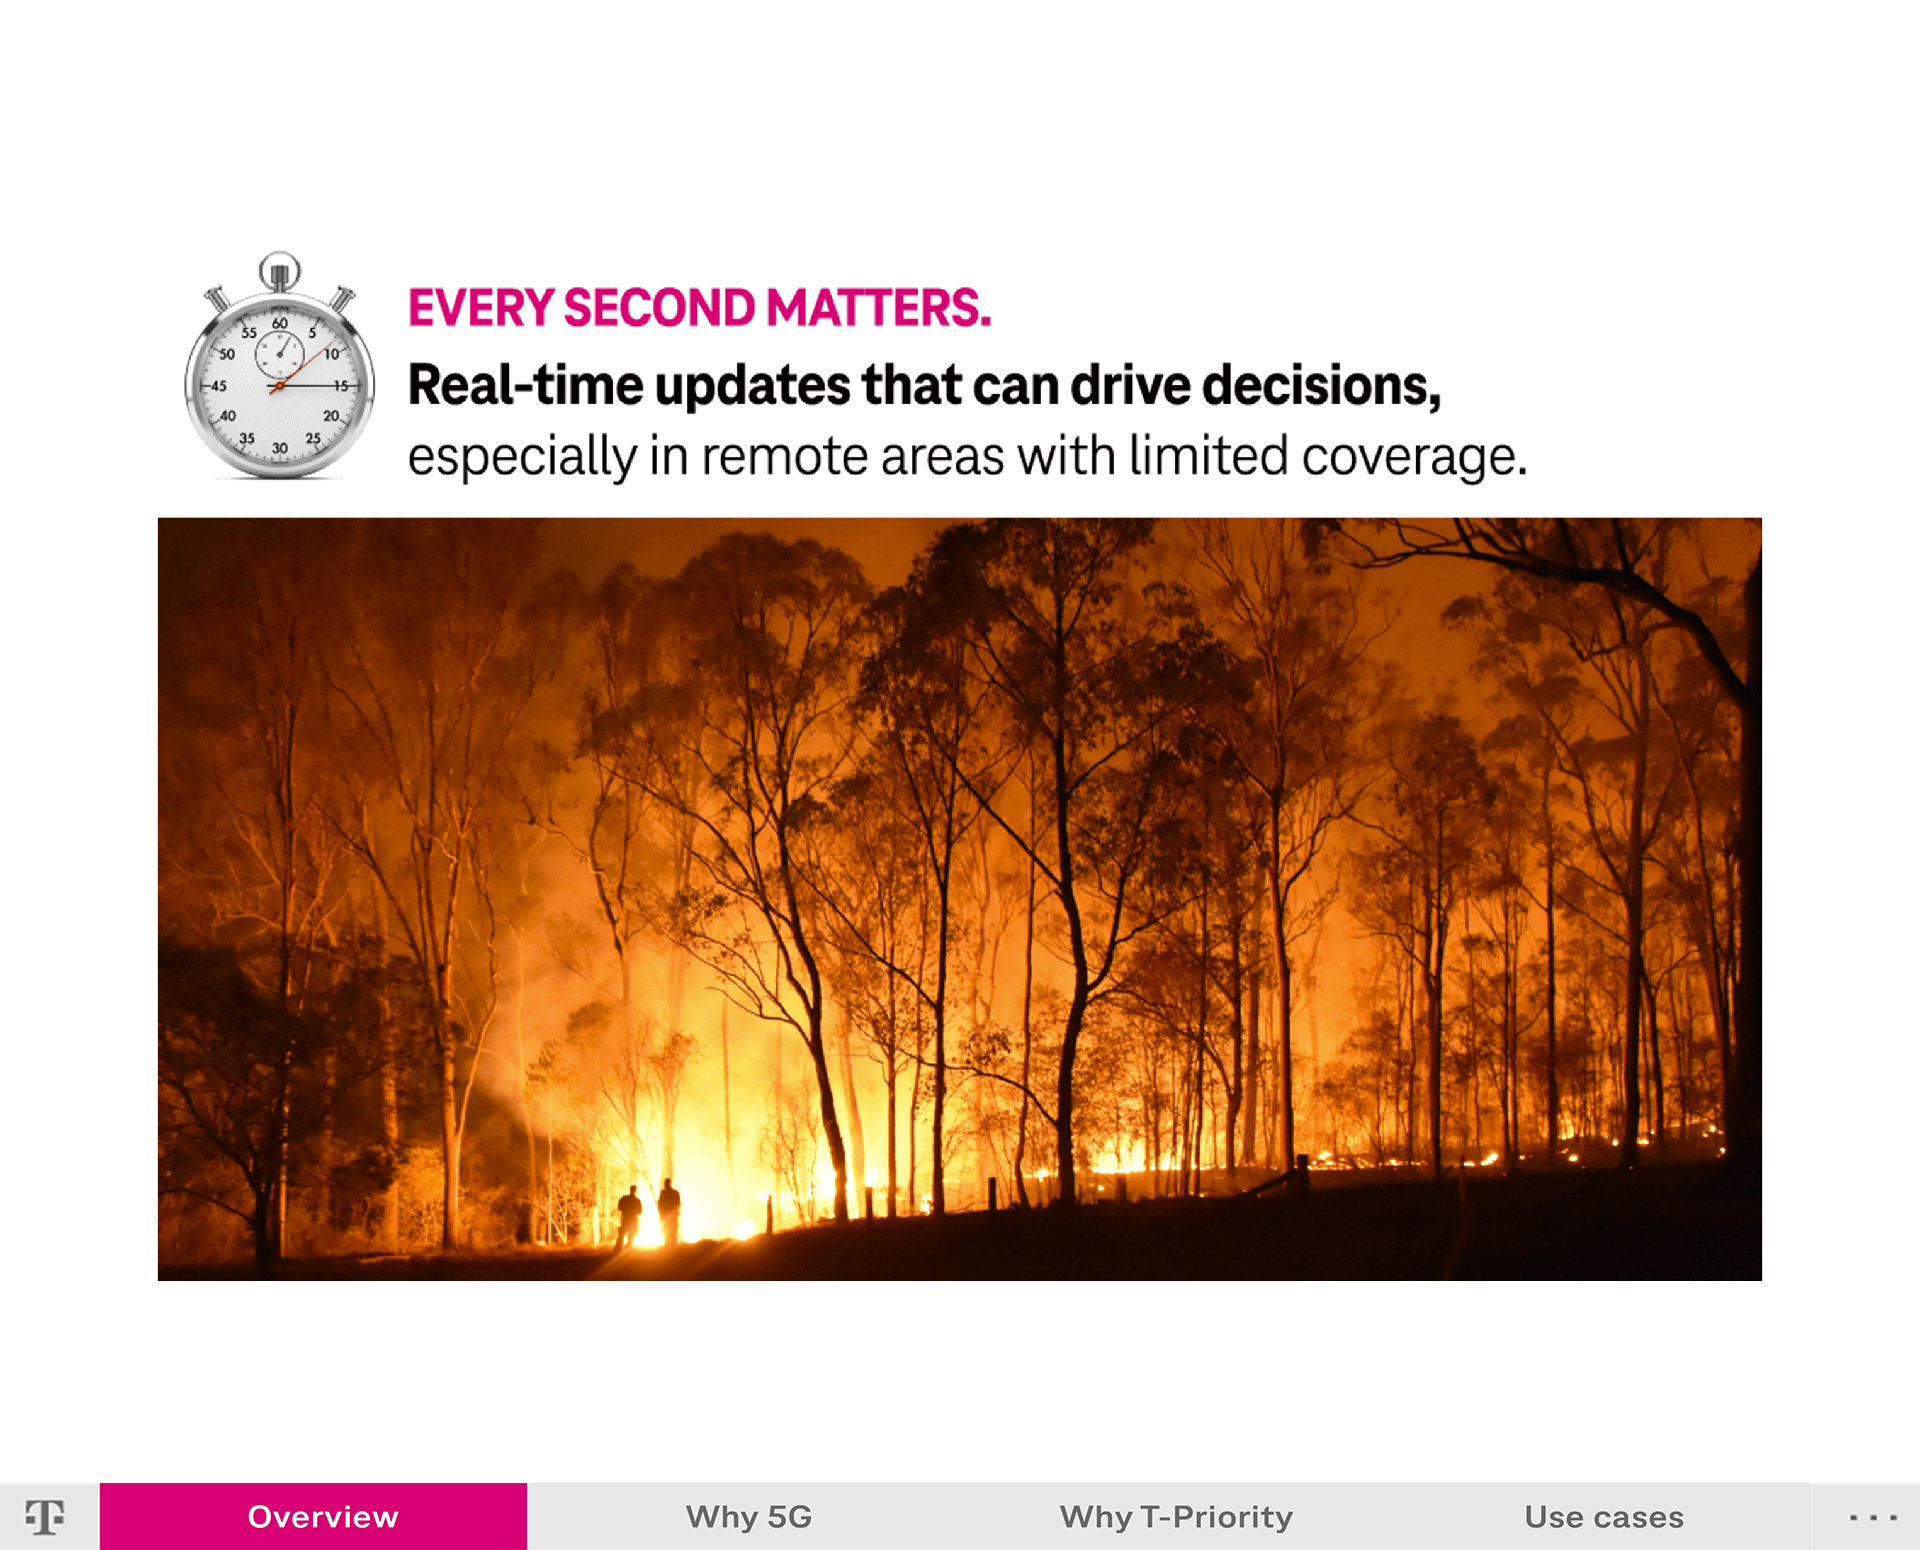 60
55
5
50
10
45
15
40
20
35
25
30
EVERY SECOND MATTERS.
Real-time updates that can drive decisions,
especially in remote areas with limited coverage.
T
Overview
Why 5G
Why T-Priority
Use cases
...